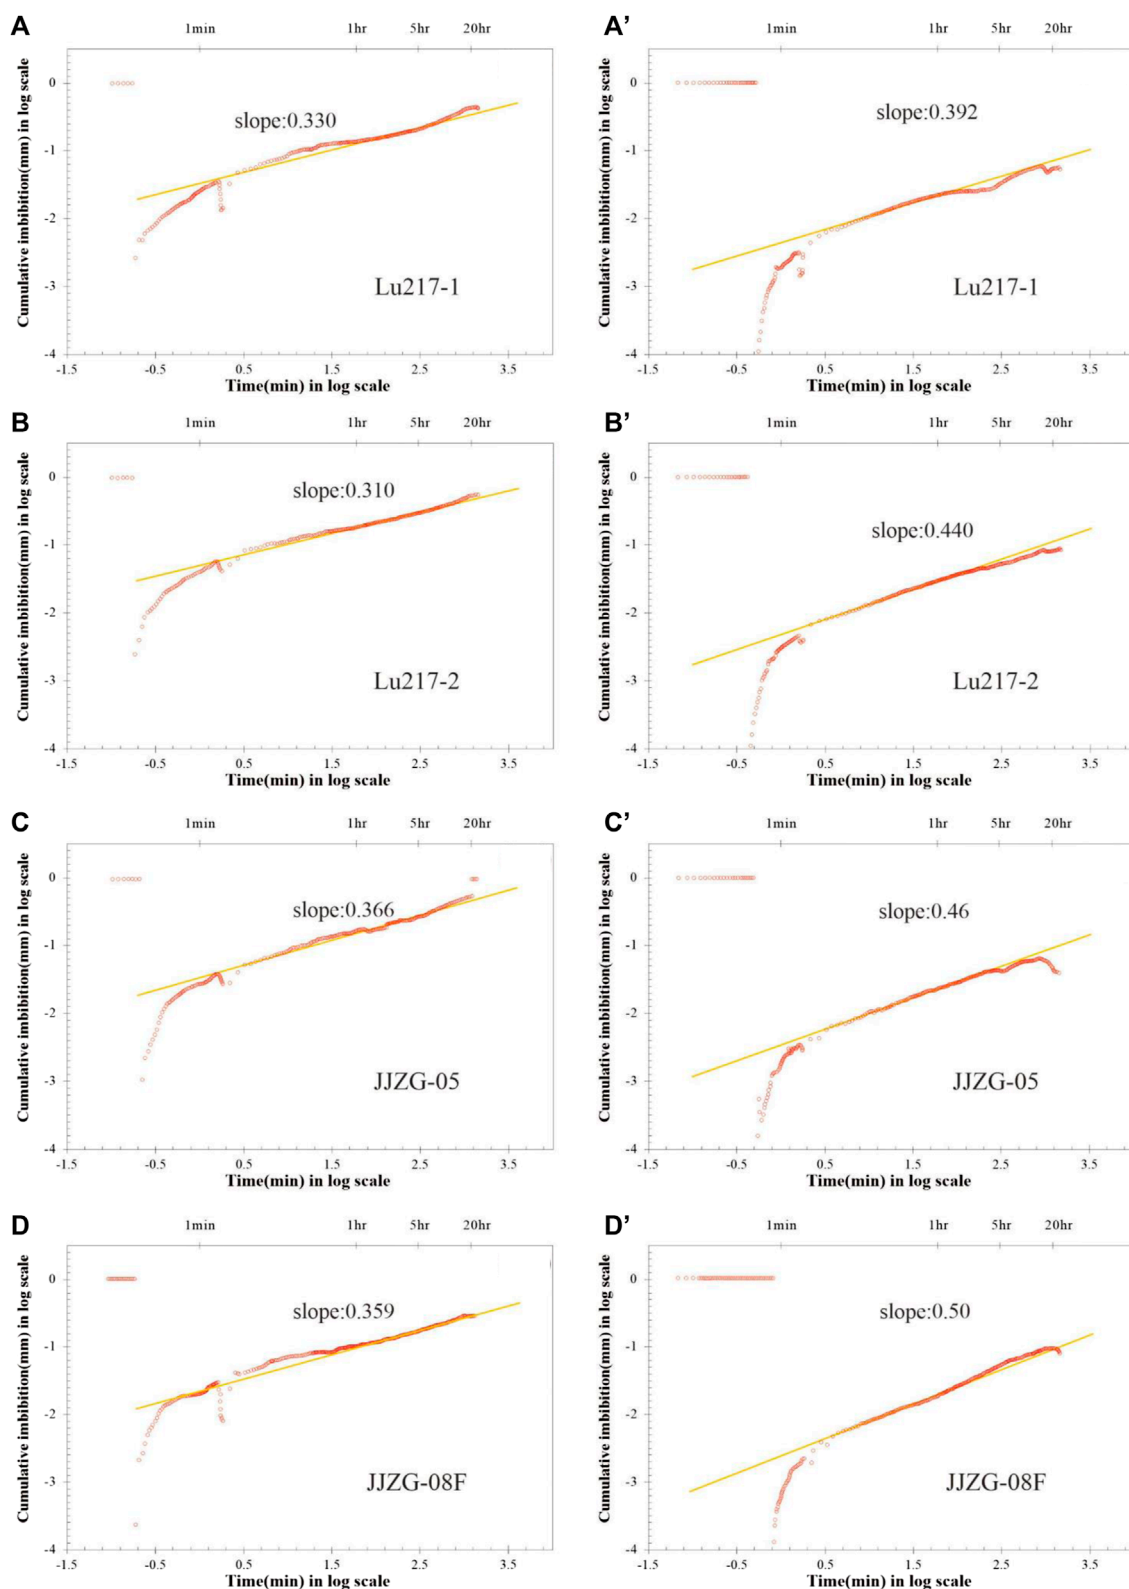 A
1min 1hr 5hr 20hr
Cumulative imbibition(mm) in log scale
0
-1
-2
-3
-4
slope:0.330
Lu217-1
-1.5 -0.5 0.5 1.5 2.5 3.5
Time(min) in log scale
A’
1min 1hr 5hr 20hr
Cumulative imbibition(mm) in log scale
0
-1
-2
-3
-4
slope:0.392
Lu217-1
-1.5 -0.5 0.5 1.5 2.5 3.5
Time(min) in log scale
B
1min 1hr 5hr 20hr
Cumulative imbibition(mm) in log scale
0
-1
-2
-3
-4
slope:0.310
Lu217-2
-1.5 -0.5 0.5 1.5 2.5 3.5
Time(min) in log scale
B’
1min 1hr 5hr 20hr
Cumulative imbibition(mm) in log scale
0
-1
-2
-3
-4
slope:0.440
Lu217-2
-1.5 -0.5 0.5 1.5 2.5 3.5
Time(min) in log scale
C
1min 1hr 5hr 20hr
Cumulative imbibition(mm) in log scale
0
-1
-2
-3
-4
slope:0.366
JJZG-05
-1.5 -0.5 0.5 1.5 2.5 3.5
Time(min) in log scale
C’
1min 1hr 5hr 20hr
Cumulative imbibition(mm) in log scale
0
-1
-2
-3
-4
slope:0.46
JJZG-05
-1.5 -0.5 0.5 1.5 2.5 3.5
Time(min) in log scale
D
1min 1hr 5hr 20hr
Cumulative imbibition(mm) in log scale
0
-1
-2
-3
-4
slope:0.359
JJZG-08F
-1.5 -0.5 0.5 1.5 2.5 3.5
Time(min) in log scale
D’
1min 1hr 5hr 20hr
Cumulative imbibition(mm) in log scale
0
-1
-2
-3
-4
slope:0.50
JJZG-08F
-1.5 -0.5 0.5 1.5 2.5 3.5
Time(min) in log scale